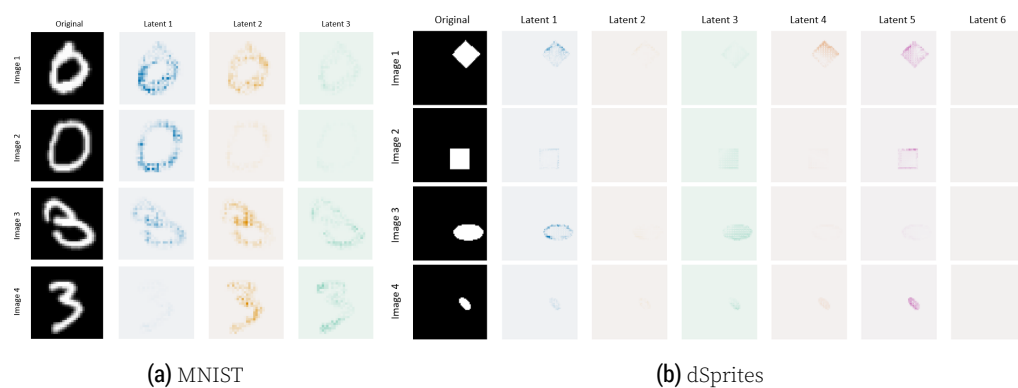 Original Latent 1 Latent 2 Latent 3
Image 1
Image 2
Image 3
Image 4
(a) MNIST
Original Latent 1 Latent 2 Latent 3 Latent 4 Latent 5 Latent 6
Image 1
Image 2
Image 3
Image 4
(b) dSprites